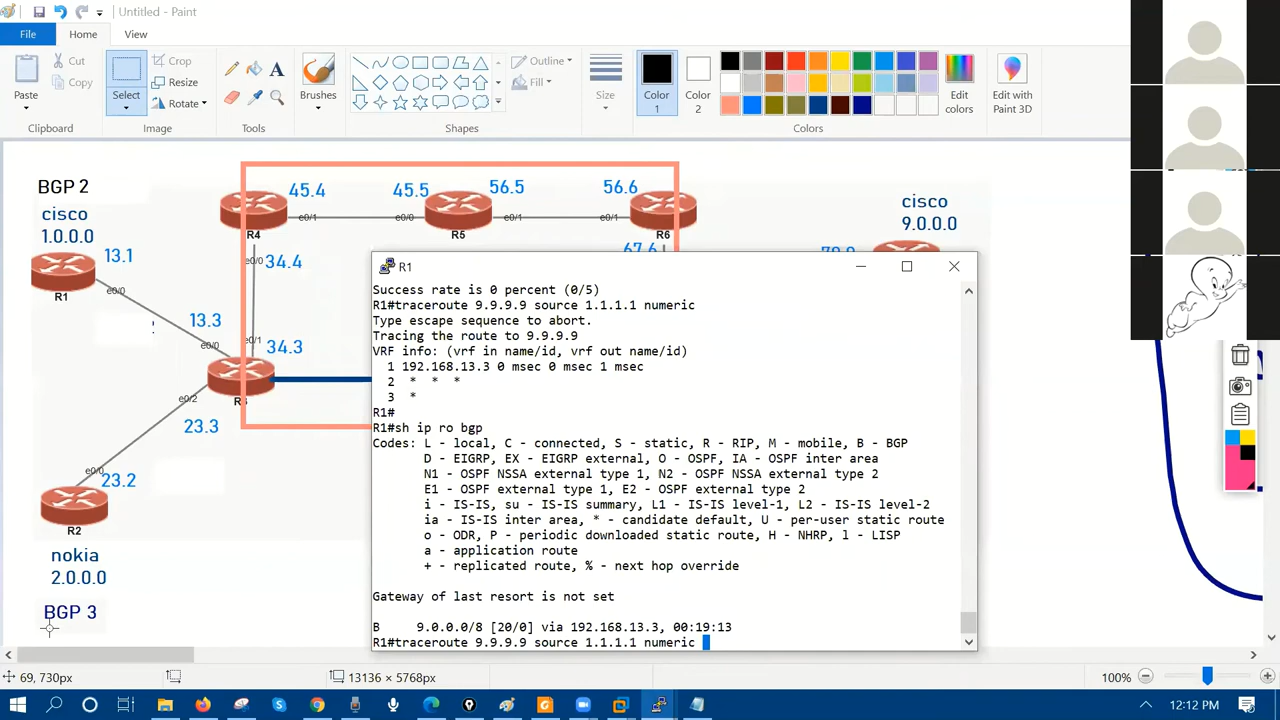 Untitled - Paint
File
Home
View
Paste
Cut
Copy
Clipboard
Select
Crop
Resize
Rotate
Image
Tools
Brushes
Shapes
Outline
Fill
Size
Color 1
Color 2
Edit colors
Edit with Paint 3D
Colors
BGP 2
cisco
1.0.0.0
13.1
R1
e0/0
13.3
e0/0
45.4
R4
e0/1
e0/0
34.4
45.5
e0/0
R5
56.5
e0/1
56.6
e0/1
R6
67.6
cisco
9.0.0.0
e0/1
34.3
R3
e0/2
23.3
e0/0
23.2
R2
nokia
2.0.0.0
BGP 3
R1
Success rate is 0 percent (0/5)
R1#traceroute 9.9.9.9 source 1.1.1.1 numeric
Type escape sequence to abort.
Tracing the route to 9.9.9.9
VRF info: (vrf in name/id, vrf out name/id)
1 192.168.13.3 0 msec 0 msec 1 msec
2 * * *
3 *
R1#
R1#sh ip ro bgp
Codes: L - local, C - connected, S - static, R - RIP, M - mobile, B - BGP
D - EIGRP, EX - EIGRP external, O - OSPF, IA - OSPF inter area
N1 - OSPF NSSA external type 1, N2 - OSPF NSSA external type 2
E1 - OSPF external type 1, E2 - OSPF external type 2
i - IS-IS, su - IS-IS summary, L1 - IS-IS level-1, L2 - IS-IS level-2
ia - IS-IS inter area, * - candidate default, U - per-user static route
o - ODR, P - periodic downloaded static route, H - NHRP, l - LISP
a - application route
+ - replicated route, % - next hop override
Gateway of last resort is not set
B 9.0.0.0/8 [20/0] via 192.168.13.3, 00:19:13
R1#traceroute 9.9.9.9 source 1.1.1.1 numeric
69, 730px
13136 × 5768px
100%
12:12 PM